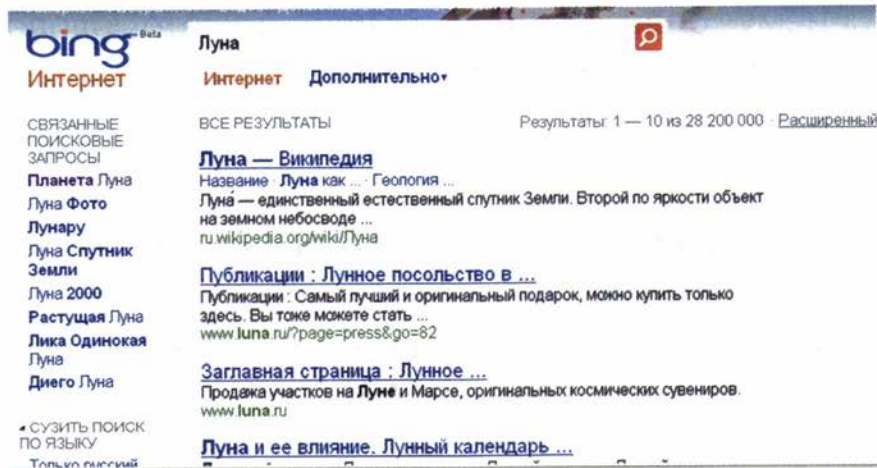 bing Beta
Луна
Интернет
Интернет Дополнительно
СВЯЗАННЫЕ
ПОИСКОВЫЕ
ЗАПРОСЫ
Планета Луна
Луна Фото
Лунару
Луна Спутник
Земли
Луна 2000
Растущая Луна
Лика Одинокая
Луна
Диего Луна
СУЗИТЬ ПОИСК
ПО ЯЗЫКУ
Только русский
ВСЕ РЕЗУЛЬТАТЫ Результаты: 1 — 10 из 28 200 000 · Расширенный
Луна — Википедия
Название · Луна как ... · Геология ...
Луна́ — единственный естественный спутник Земли. Второй по яркости объект
на земном небосводе ...
ru.wikipedia.org/wiki/Луна
Публикации : Лунное посольство в ...
Публикации : Самый лучший и оригинальный подарок, можно купить только
здесь. Вы тоже можете стать ...
www.luna.ru/?page=press&go=82
Заглавная страница : Лунное ...
Продажа участков на Луне и Марсе, оригинальных космических сувениров.
www.luna.ru
Луна и ее влияние. Лунный календарь ...